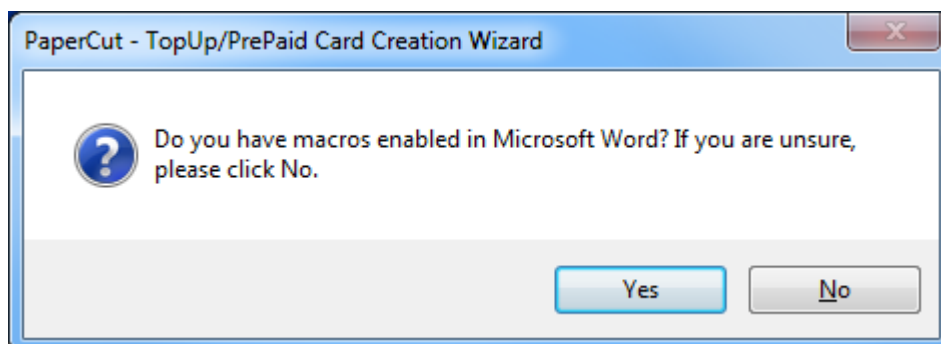 PaperCut - TopUp/PrePaid Card Creation Wizard
Do you have macros enabled in Microsoft Word? If you are unsure,
please click No.
Yes
No